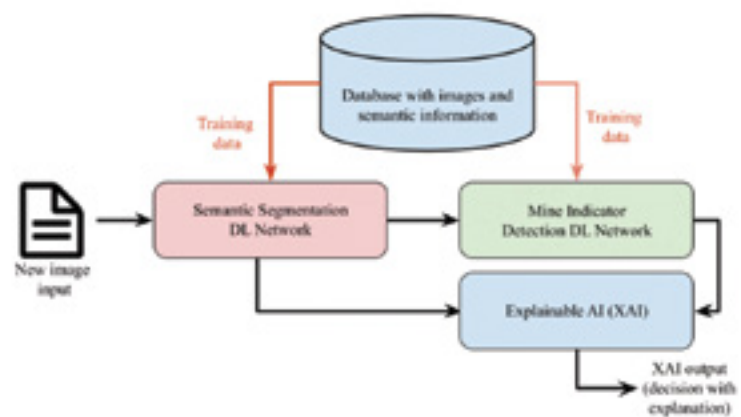 Database with images and
semantic information
Training
data
Training
data
Semantic Segmentation
DL Network
Mine Indicator
Detection DL Network
New image
input
Explainable AI (XAI)
XAI output
(decision with
explanation)